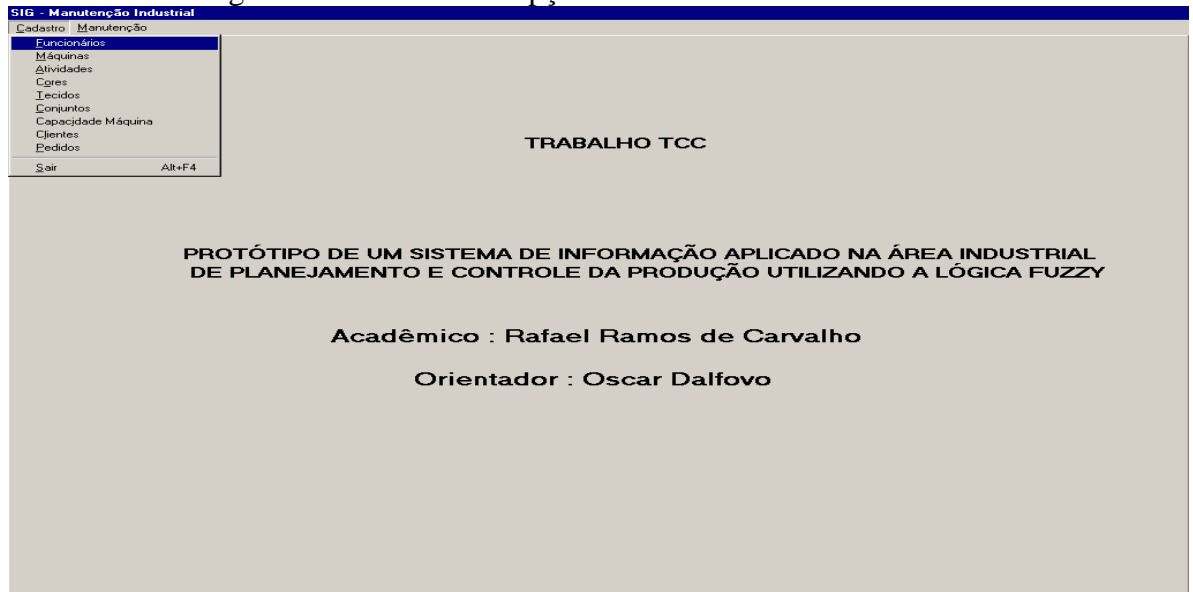 SIG - Manutenção Industrial
Cadastro Manutenção
Funcionários
Máquinas
Atividades
Cores
Tecidos
Conjuntos
Capacidade Máquina
Clientes
Pedidos
Sair Alt+F4
TRABALHO TCC
PROTÓTIPO DE UM SISTEMA DE INFORMAÇÃO APLICADO NA ÁREA INDUSTRIAL
DE PLANEJAMENTO E CONTROLE DA PRODUÇÃO UTILIZANDO A LÓGICA FUZZY
Acadêmico : Rafael Ramos de Carvalho
Orientador : Oscar Dalfovo